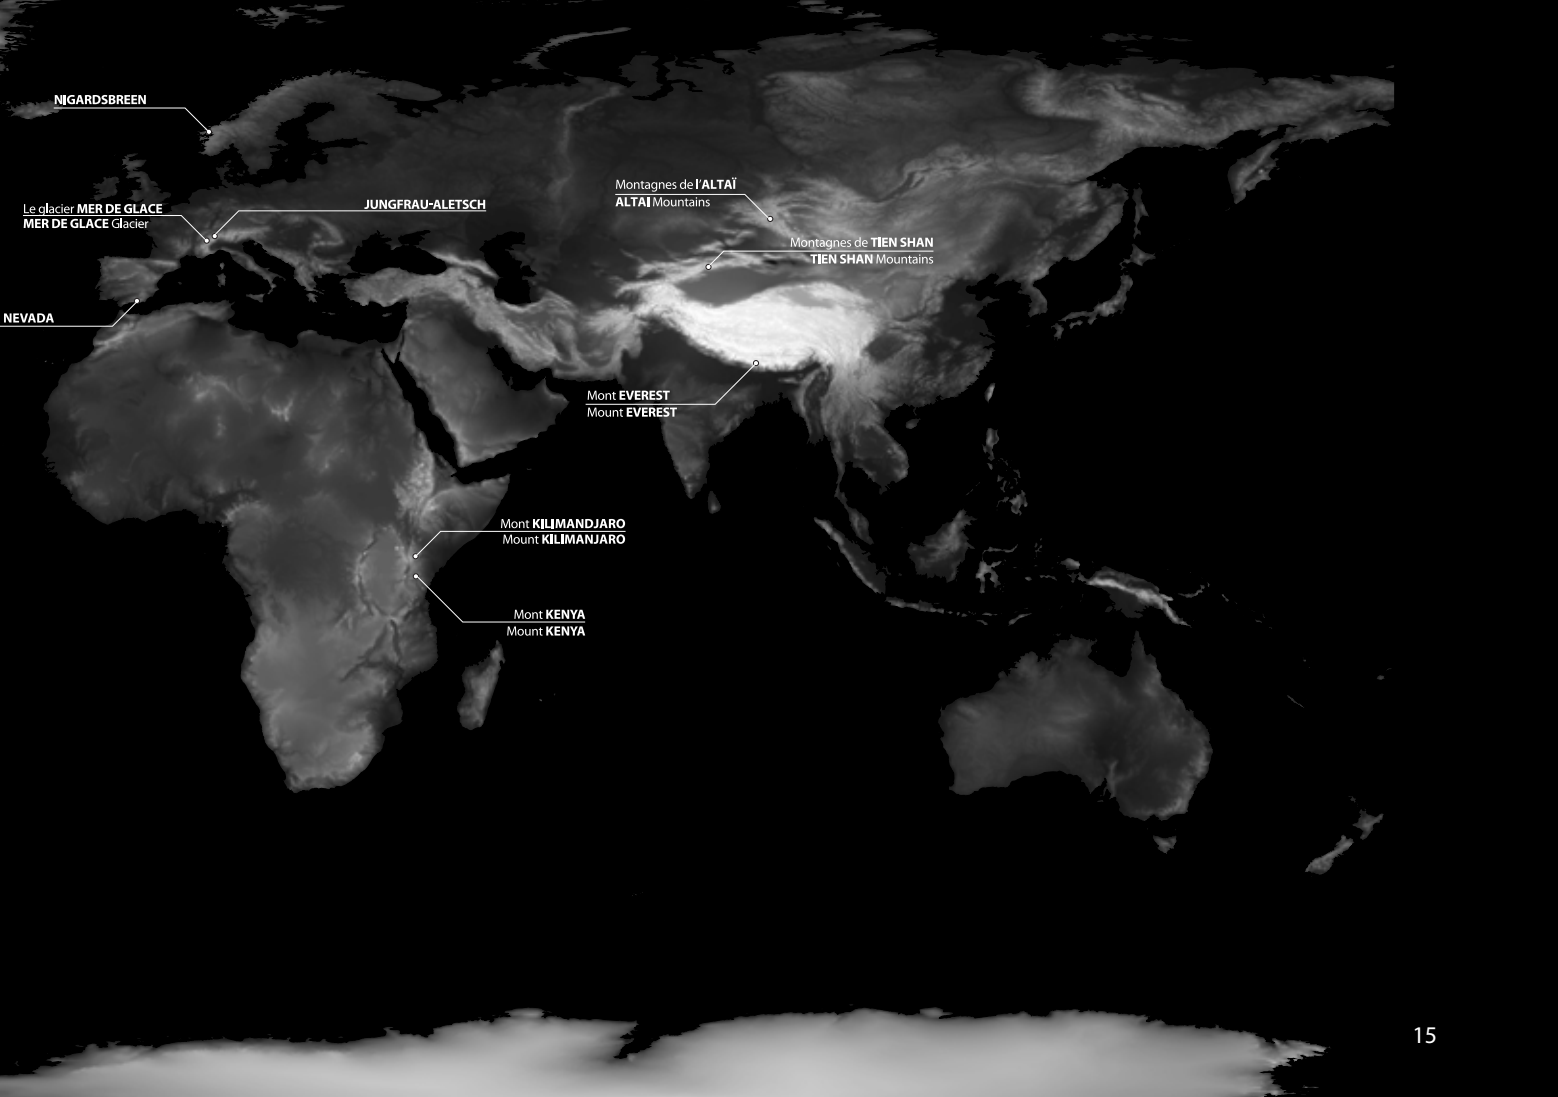 NIGARDSBREEN
Montagnes de l'ALTAÏ
ALTAI Mountains
Le glacier MER DE GLACE
MER DE GLACE Glacier
JUNGFRAU-ALETSCH
Montagnes de TIEN SHAN
TIEN SHAN Mountains
NEVADA
Mont EVEREST
Mount EVEREST
Mont KILIMANDJARO
Mount KILIMANJARO
Mont KENYA
Mount KENYA
15